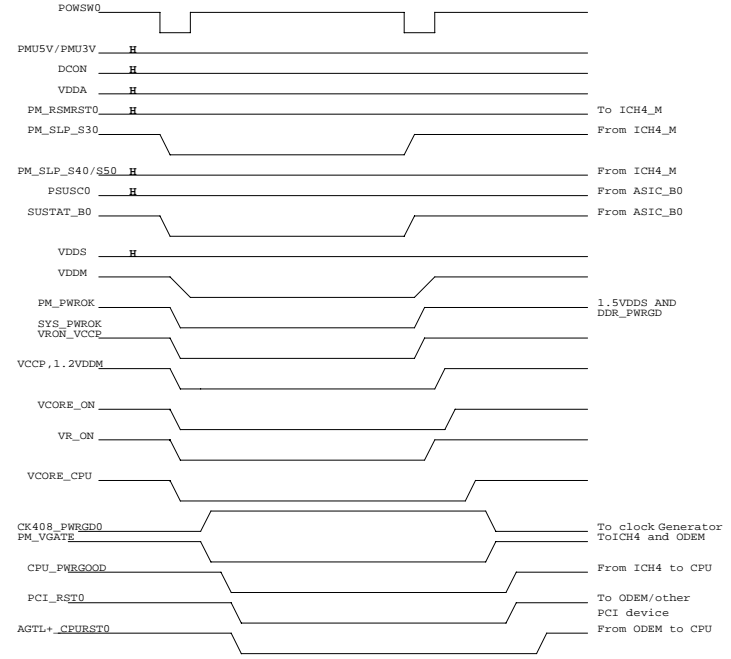 POWSW0
PMU5V/PMU3V H
DCON H
VDDA H
PM_RSMRST0 H To ICH4_M
PM_SLP_S30 From ICH4_M
PM_SLP_S40/S50 H From ICH4_M
PSUSC0 H From ASIC_B0
SUSTAT_B0 From ASIC_B0
VDDS H
VDDM
PM_PWROK 1.5VDDS AND
DDR_PWRGD
SYS_PWROK
VRON_VCCP
VCCP,1.2VDDM
VCORE_ON
VR_ON
VCORE_CPU
CK408_PWRGD0 To clock Generator
PM_VGATE ToICH4 and ODEM
CPU_PWRGOOD From ICH4 to CPU
PCI_RST0 To ODEM/other
PCI device
AGTL+_CPURST0 From ODEM to CPU